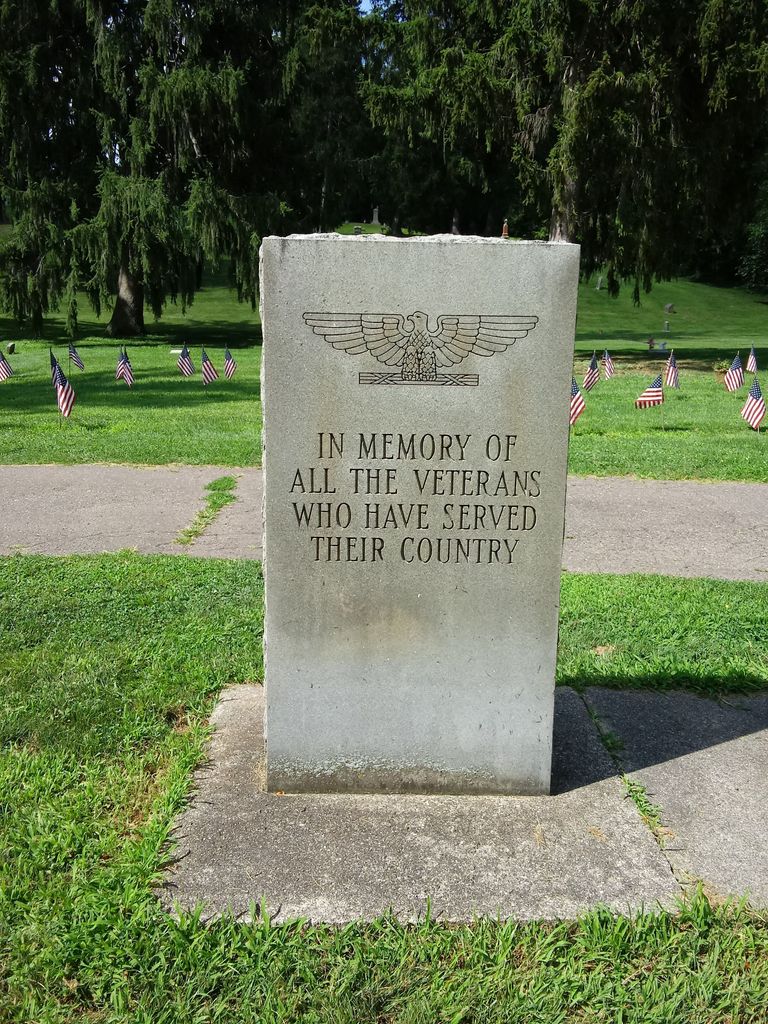 IN MEMORY OF
ALL THE VETERANS
WHO HAVE SERVED
THEIR COUNTRY